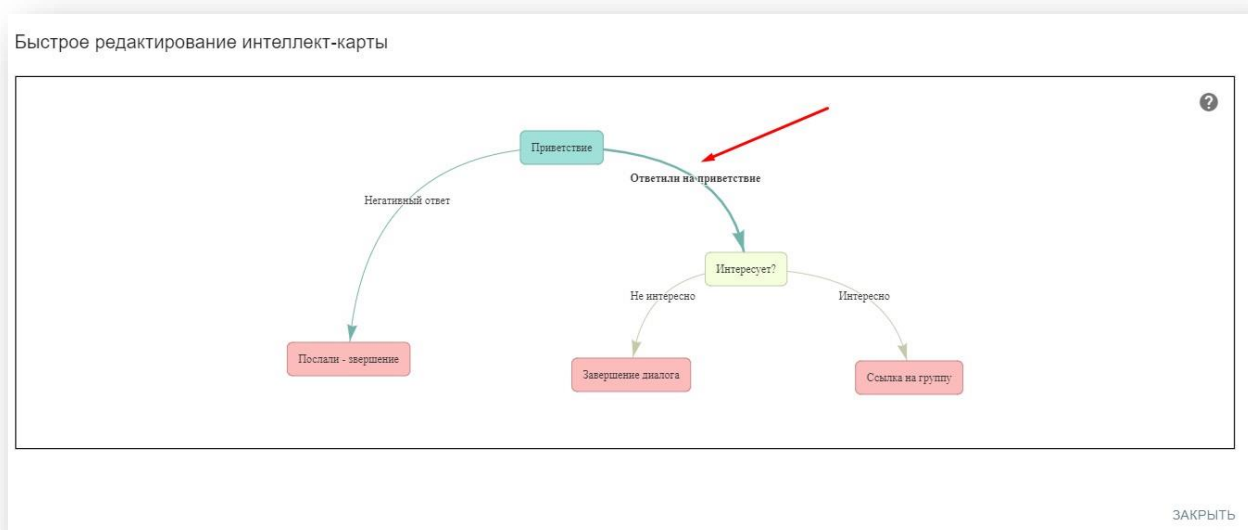 Быстрое редактирование интеллект-карты
?
Приветствие
Ответили на приветствие
Негативный ответ
Интересует?
Не интересно
Интересно
Послали - звершение
Завершение диалога
Ссылка на группу
ЗАКРЫТЬ